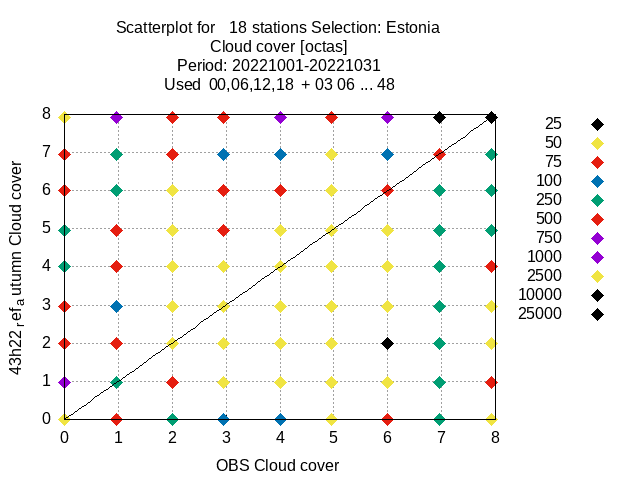 Scatterplot for 18 stations Selection: Estonia
Cloud cover [octas]
Period: 20221001-20221031
Used 00,06,12,18 + 03 06 ... 48
8
7
6
5
4
3
2
1
0
0 1 2 3 4 5 6 7 8
43h22ᵣefₐutumn Cloud cover
OBS Cloud cover
25
50
75
100
250
500
750
1000
2500
10000
25000